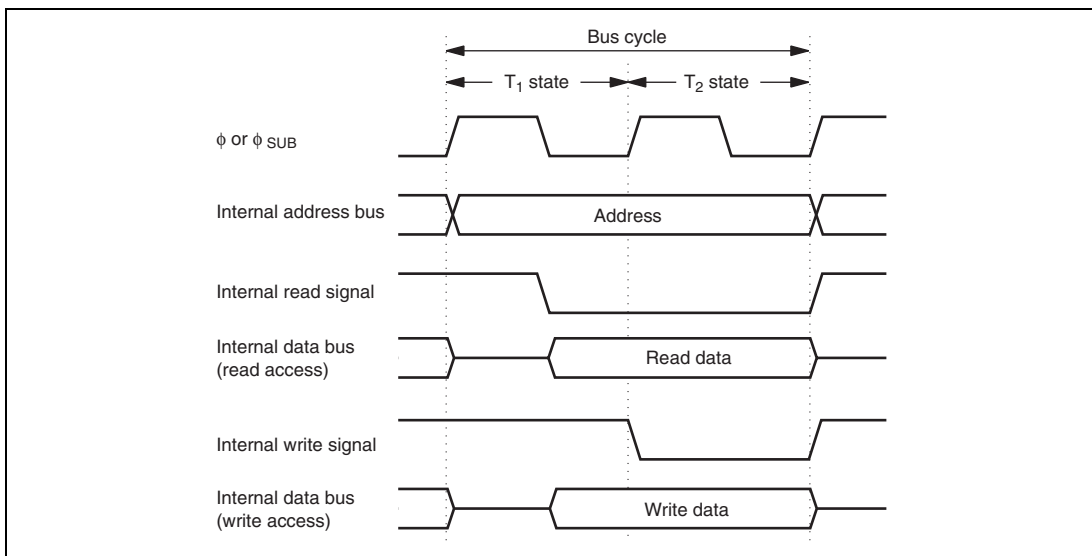 Bus cycle
T₁ state
T₂ state
ϕ or ϕ SUB
Internal address bus
Address
Internal read signal
Internal data bus
(read access)
Read data
Internal write signal
Internal data bus
(write access)
Write data